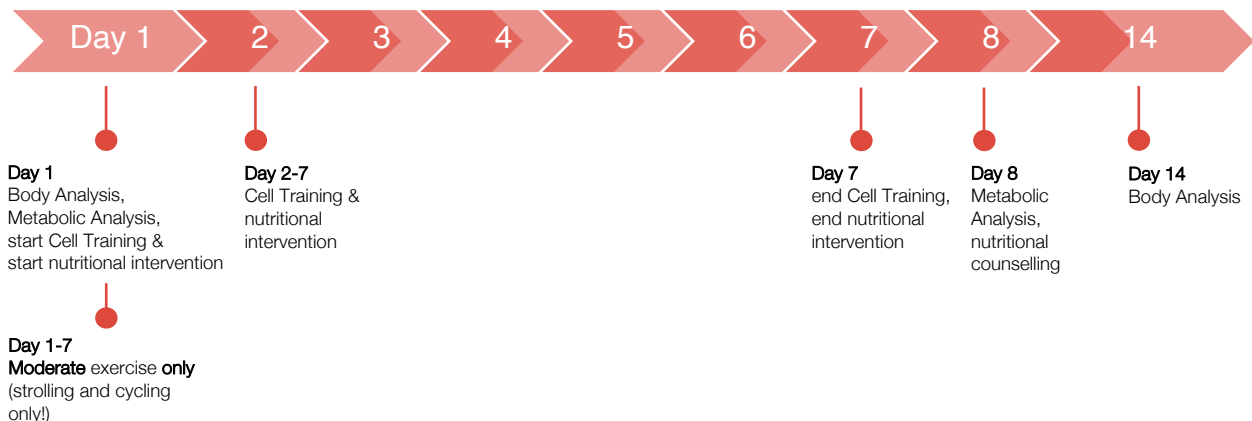 Day 1 2 3 4 5 6 7 8 14
Day 1
Body Analysis,
Metabolic Analysis,
start Cell Training &
start nutritional intervention
Day 2-7
Cell Training &
nutritional
intervention
Day 7
end Cell Training,
end nutritional
intervention
Day 8
Metabolic
Analysis,
nutritional
counselling
Day 14
Body Analysis
Day 1-7
Moderate exercise only
(strolling and cycling
only!)